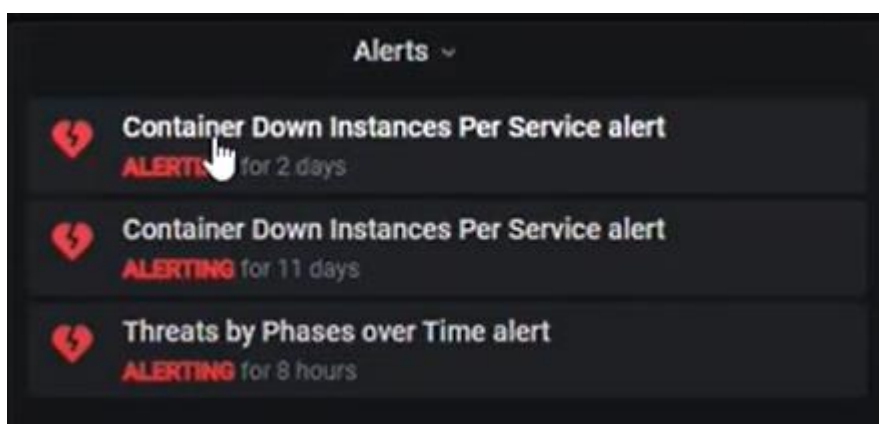 Alerts
Container Down Instances Per Service alert
for 2 days
Container Down Instances Per Service alert
ALERTING for 11 days
Threats by Phases over Time alert
ALERTING for 8 hours